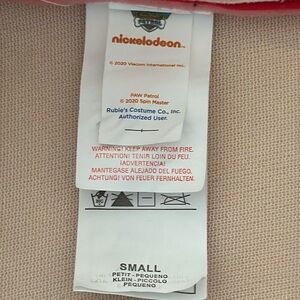 PATROL
nickelodeon
© 2020 Viacom International Inc.
PAW Patrol
© 2020 Spin Master
Rubie's Costume Co., Inc.
Authorized User.
WARNING! KEEP AWAY FROM FIRE.
ATTENTION! TENIR LOIN DU FEU.
¡ADVERTENCIA!
MANTEGASE ALEJADO DEL FUEGO.
ACHTUNG! VON FEUER FERNHALTEN.
SMALL
PETIT - PEQUENO
KLEIN - PICCOLO
PEQUENO